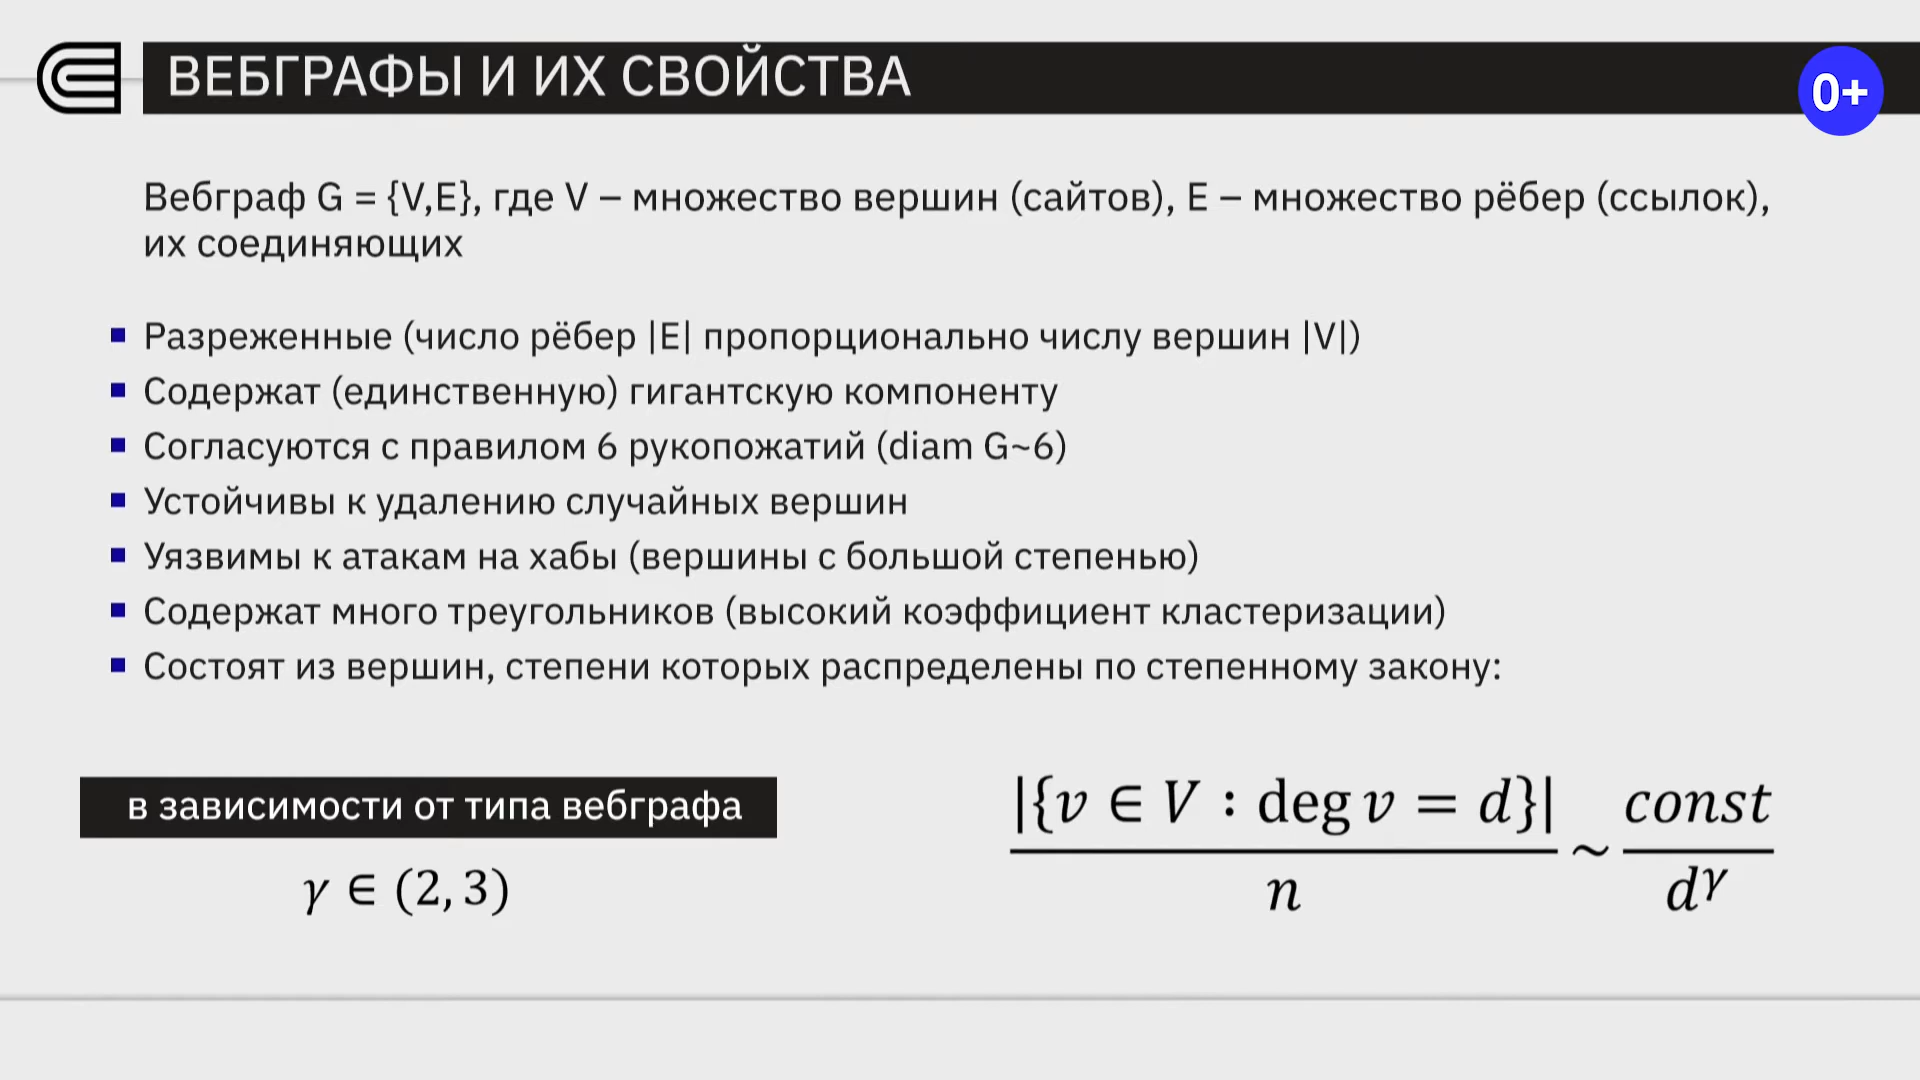 ВЕБГРАФЫ И ИХ СВОЙСТВА
0+
Вебграф G = {V,E}, где V – множество вершин (сайтов), E – множество рёбер (ссылок),
их соединяющих
Разреженные (число рёбер |E| пропорционально числу вершин |V|)
Содержат (единственную) гигантскую компоненту
Согласуются с правилом 6 рукопожатий (diam G~6)
Устойчивы к удалению случайных вершин
Уязвимы к атакам на хабы (вершины с большой степенью)
Содержат много треугольников (высокий коэффициент кластеризации)
Состоят из вершин, степени которых распределены по степенному закону:
в зависимости от типа вебграфа
γ ∈ (2, 3)
|{v ∈ V : deg v = d}|
n
~
const
d^γ